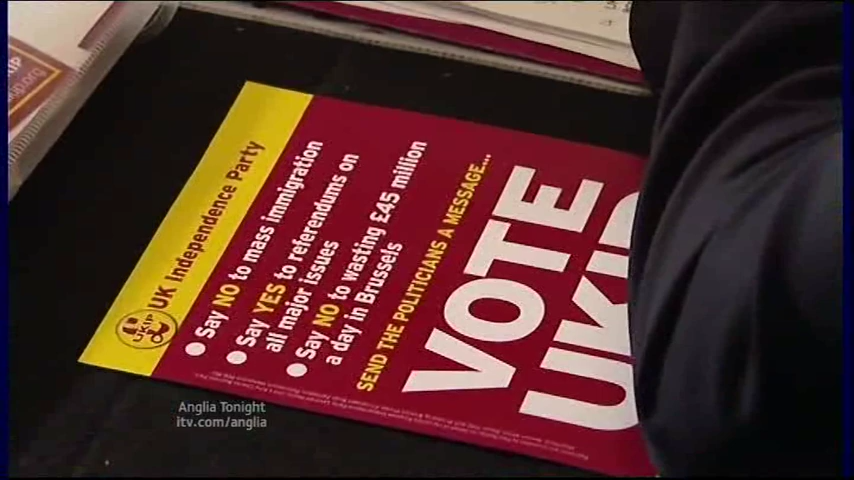 UKIP
UK Independence Party
Say NO to mass immigration
Say YES to referendums on
all major issues
Say NO to wasting £45 million
a day in Brussels
SEND THE POLITICIANS A MESSAGE...
VOTE
UKIP
Anglia Tonight
itv.com/anglia